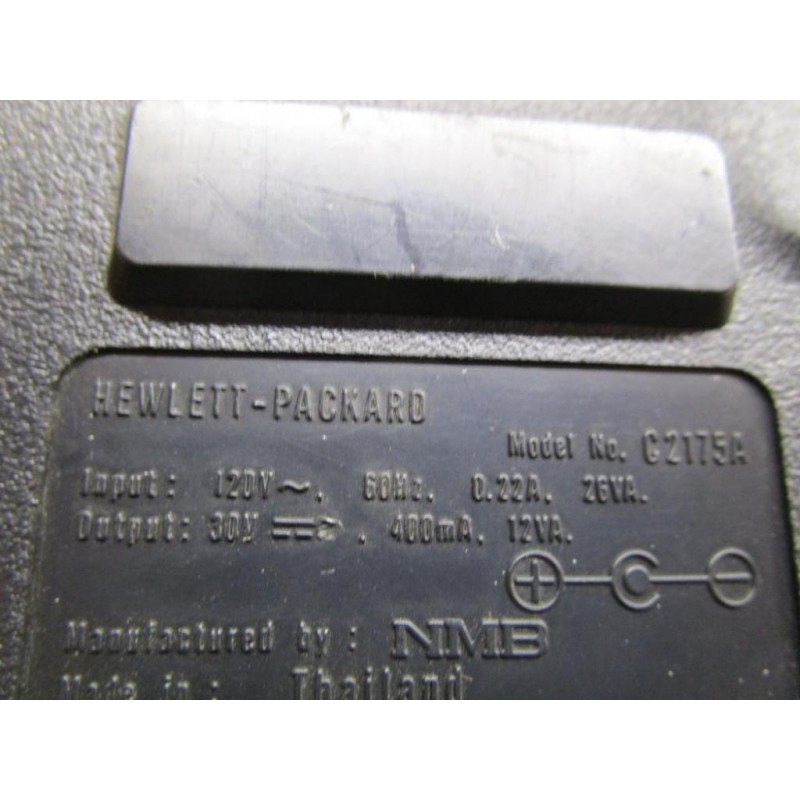 HEWLETT-PACKARD
Model No. C2175A
Input: 120V ~, 60Hz, 0.22A, 26VA.
Output: 30V ⎓, 400mA, 12VA.
+ C −
Manufactured by: NMB
Made in: Thailand